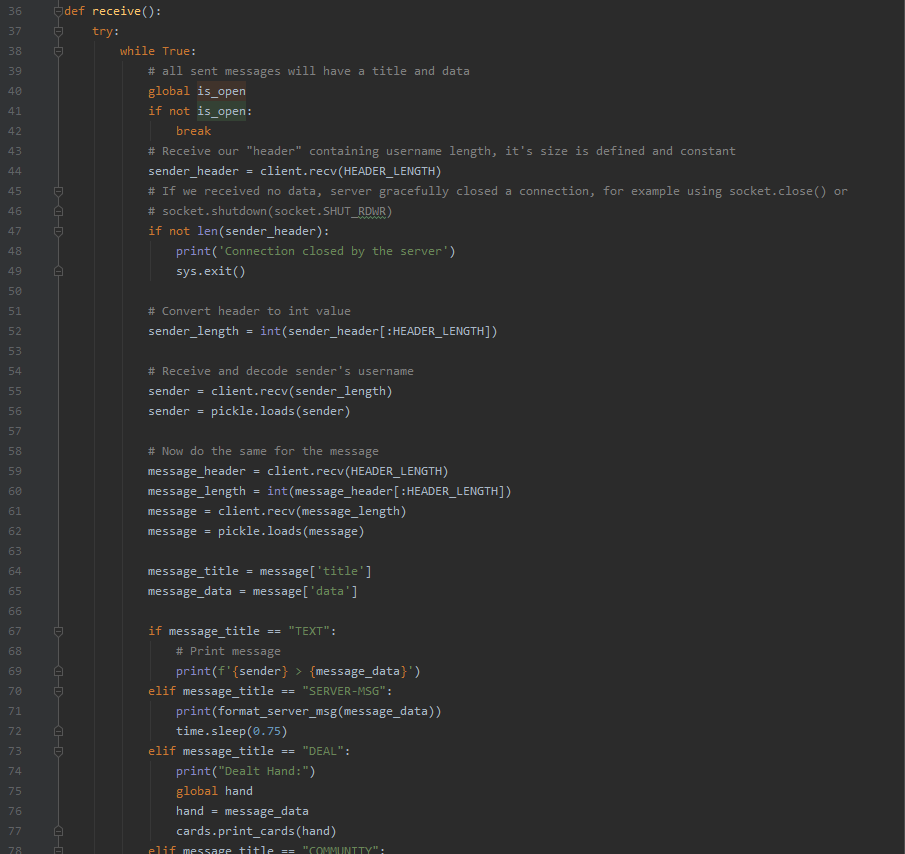 36 def receive():
37 try:
38 while True:
39 # all sent messages will have a title and data
40 global is_open
41 if not is_open:
42 break
43 # Receive our "header" containing username length, it's size is defined and constant
44 sender_header = client.recv(HEADER_LENGTH)
45 # If we received no data, server gracefully closed a connection, for example using socket.close() or
46 # socket.shutdown(socket.SHUT_RDWR)
47 if not len(sender_header):
48 print('Connection closed by the server')
49 sys.exit()
50
51 # Convert header to int value
52 sender_length = int(sender_header[:HEADER_LENGTH])
53
54 # Receive and decode sender's username
55 sender = client.recv(sender_length)
56 sender = pickle.loads(sender)
57
58 # Now do the same for the message
59 message_header = client.recv(HEADER_LENGTH)
60 message_length = int(message_header[:HEADER_LENGTH])
61 message = client.recv(message_length)
62 message = pickle.loads(message)
63
64 message_title = message['title']
65 message_data = message['data']
66
67 if message_title == "TEXT":
68 # Print message
69 print(f'{sender} > {message_data}')
70 elif message_title == "SERVER-MSG":
71 print(format_server_msg(message_data))
72 time.sleep(0.75)
73 elif message_title == "DEAL":
74 print("Dealt Hand:")
75 global hand
76 hand = message_data
77 cards.print_cards(hand)
78 elif message_title == "COMMUNITY":